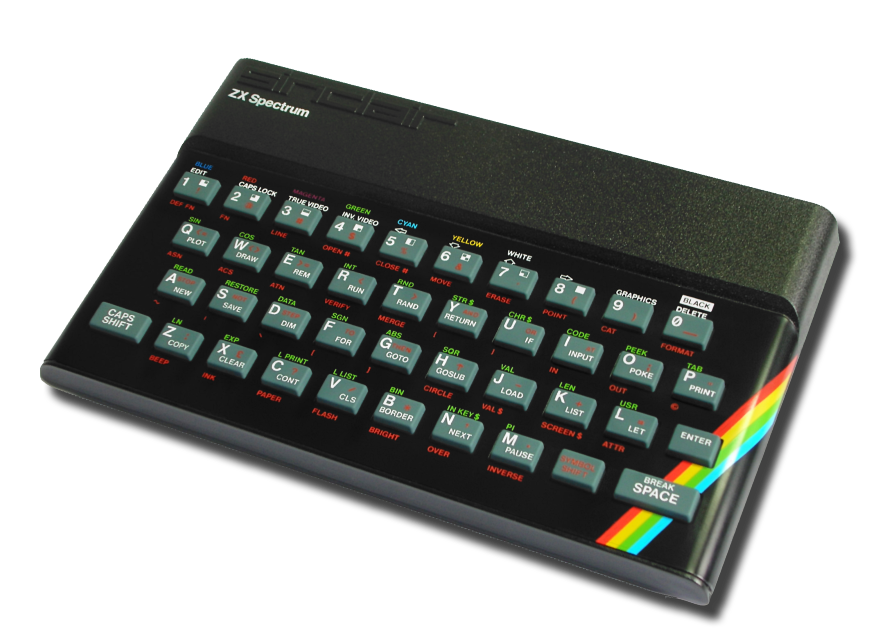 sinclair
ZX Spectrum
BLUE RED MAGENTA GREEN CYAN YELLOW WHITE BLACK
EDIT CAPS LOCK TRUE VIDEO INV. VIDEO GRAPHICS DELETE
1 2 3 4 5 6 7 8 9 0
DEF FN FN LINE OPEN # CLOSE # MOVE ERASE POINT CAT FORMAT
SIN COS TAN INT RND STR $ CHR $ CODE PEEK TAB
Q W E R T Y U I O P
PLOT DRAW REM RUN RAND RETURN IF INPUT POKE PRINT
ASN ACS ATN VERIFY MERGE [ ] IN OUT ©
READ RESTORE DATA SGN ABS SQR VAL LEN USR
A S D F G H J K L ENTER
NEW SAVE DIM FOR GOTO GOSUB LOAD LIST LET
~ | \ { } CIRCLE VAL $ SCREEN $ ATTR
LN EXP L PRINT L LIST BIN IN KEY $ PI
CAPS SHIFT Z X C V B N M SYMBOL SHIFT BREAK SPACE
COPY CLEAR CONT CLS BORDER NEXT PAUSE
BEEP INK PAPER FLASH BRIGHT OVER INVERSE